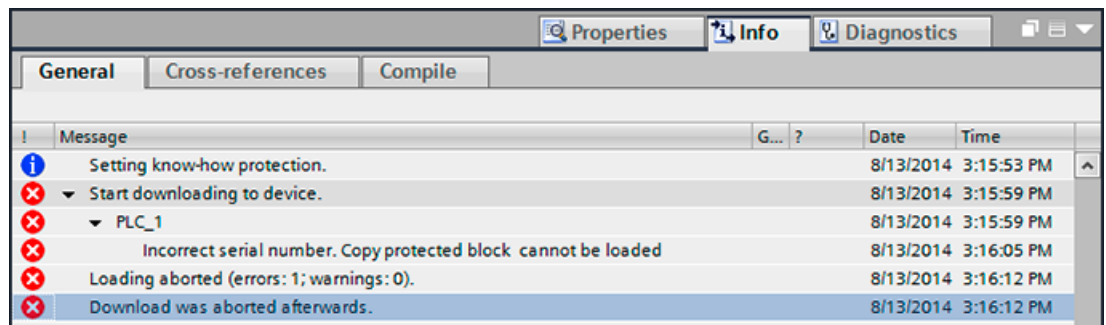 Properties Info Diagnostics
General Cross-references Compile
! Message G... ? Date Time
Setting know-how protection. 8/13/2014 3:15:53 PM
Start downloading to device. 8/13/2014 3:15:59 PM
PLC_1 8/13/2014 3:15:59 PM
Incorrect serial number. Copy protected block cannot be loaded 8/13/2014 3:16:05 PM
Loading aborted (errors: 1; warnings: 0). 8/13/2014 3:16:12 PM
Download was aborted afterwards. 8/13/2014 3:16:12 PM